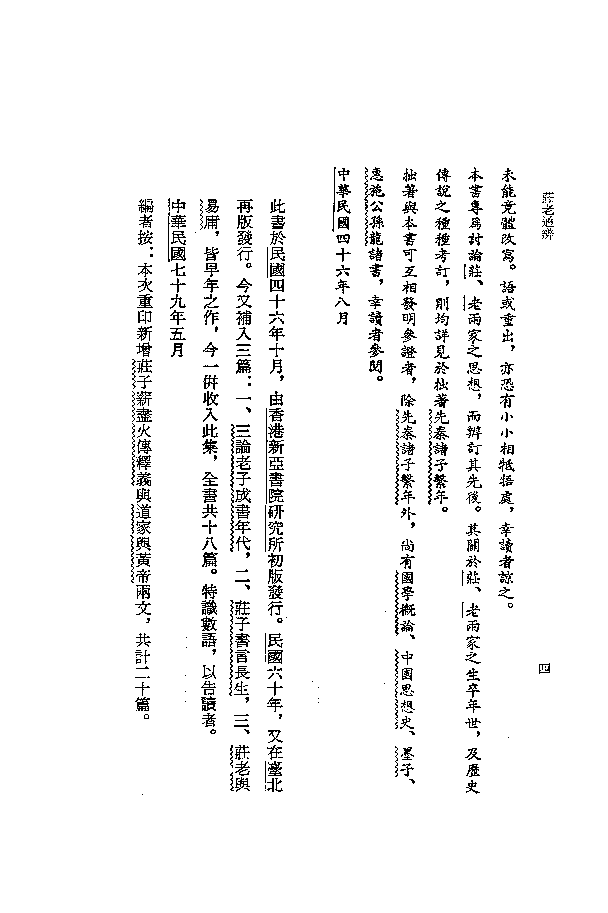 莊老通辨
四
未能竟體改寫。語或重出，亦恐有小小相牴牾處，幸讀者諒之。
本書專爲討論莊、老兩家之思想，而辨訂其先後。其關於莊、老兩家之生卒年世，及歷史
傳說之種種考訂，則均詳見於拙著先秦諸子繫年。
拙著與本書可互相發明參證者，除先秦諸子繫年外，尚有國學概論、中國思想史、墨子、
惠施公孫龍諸書，幸讀者參閱。
中華民國四十六年八月
此書於民國四十六年十月，由香港新亞書院研究所初版發行。民國六十年，又在臺北
再版發行。今又補入三篇：一、三論老子成書年代，二、莊子書言長生，三、莊老與
易庸，皆早年之作，今一併收入此集，全書共十八篇。特識數語，以告讀者。
中華民國七十九年五月
編者按：本次重印新增莊子薪盡火傳釋義與道家與黃帝兩文，共計二十篇。